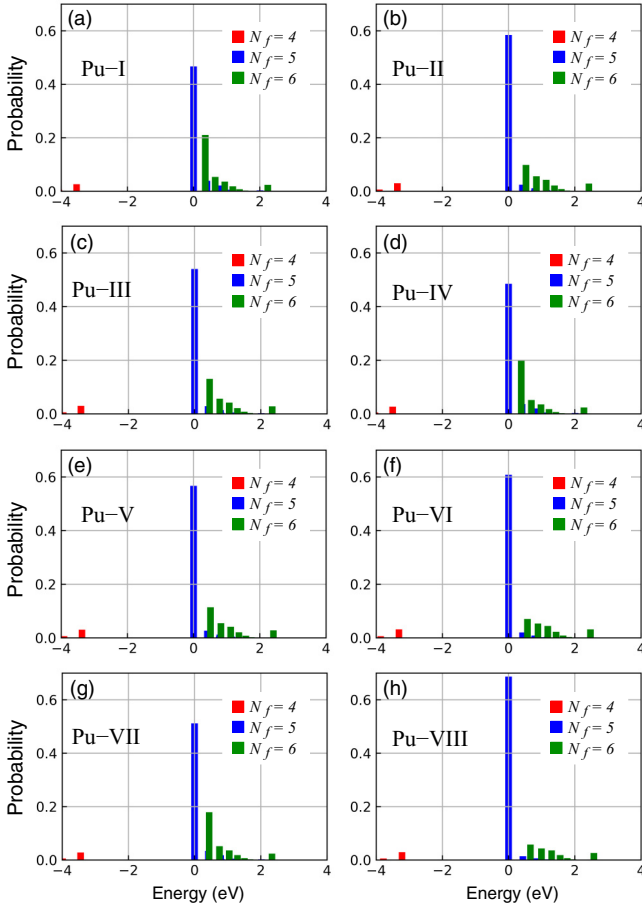 (a)
Pu−I
N f = 4
N f = 5
N f = 6
Probability
0.6
0.4
0.2
0.0
−4 −2 0 2 4
(b)
Pu−II
N f = 4
N f = 5
N f = 6
0.6
0.4
0.2
0.0
−4 −2 0 2 4
(c)
Pu−III
N f = 4
N f = 5
N f = 6
Probability
0.6
0.4
0.2
0.0
−4 −2 0 2 4
(d)
Pu−IV
N f = 4
N f = 5
N f = 6
0.6
0.4
0.2
0.0
−4 −2 0 2 4
(e)
Pu−V
N f = 4
N f = 5
N f = 6
Probability
0.6
0.4
0.2
0.0
−4 −2 0 2 4
(f)
Pu−VI
N f = 4
N f = 5
N f = 6
0.6
0.4
0.2
0.0
−4 −2 0 2 4
(g)
Pu−VII
N f = 4
N f = 5
N f = 6
Probability
0.6
0.4
0.2
0.0
−4 −2 0 2 4
Energy (eV)
(h)
Pu−VIII
N f = 4
N f = 5
N f = 6
0.6
0.4
0.2
0.0
−4 −2 0 2 4
Energy (eV)